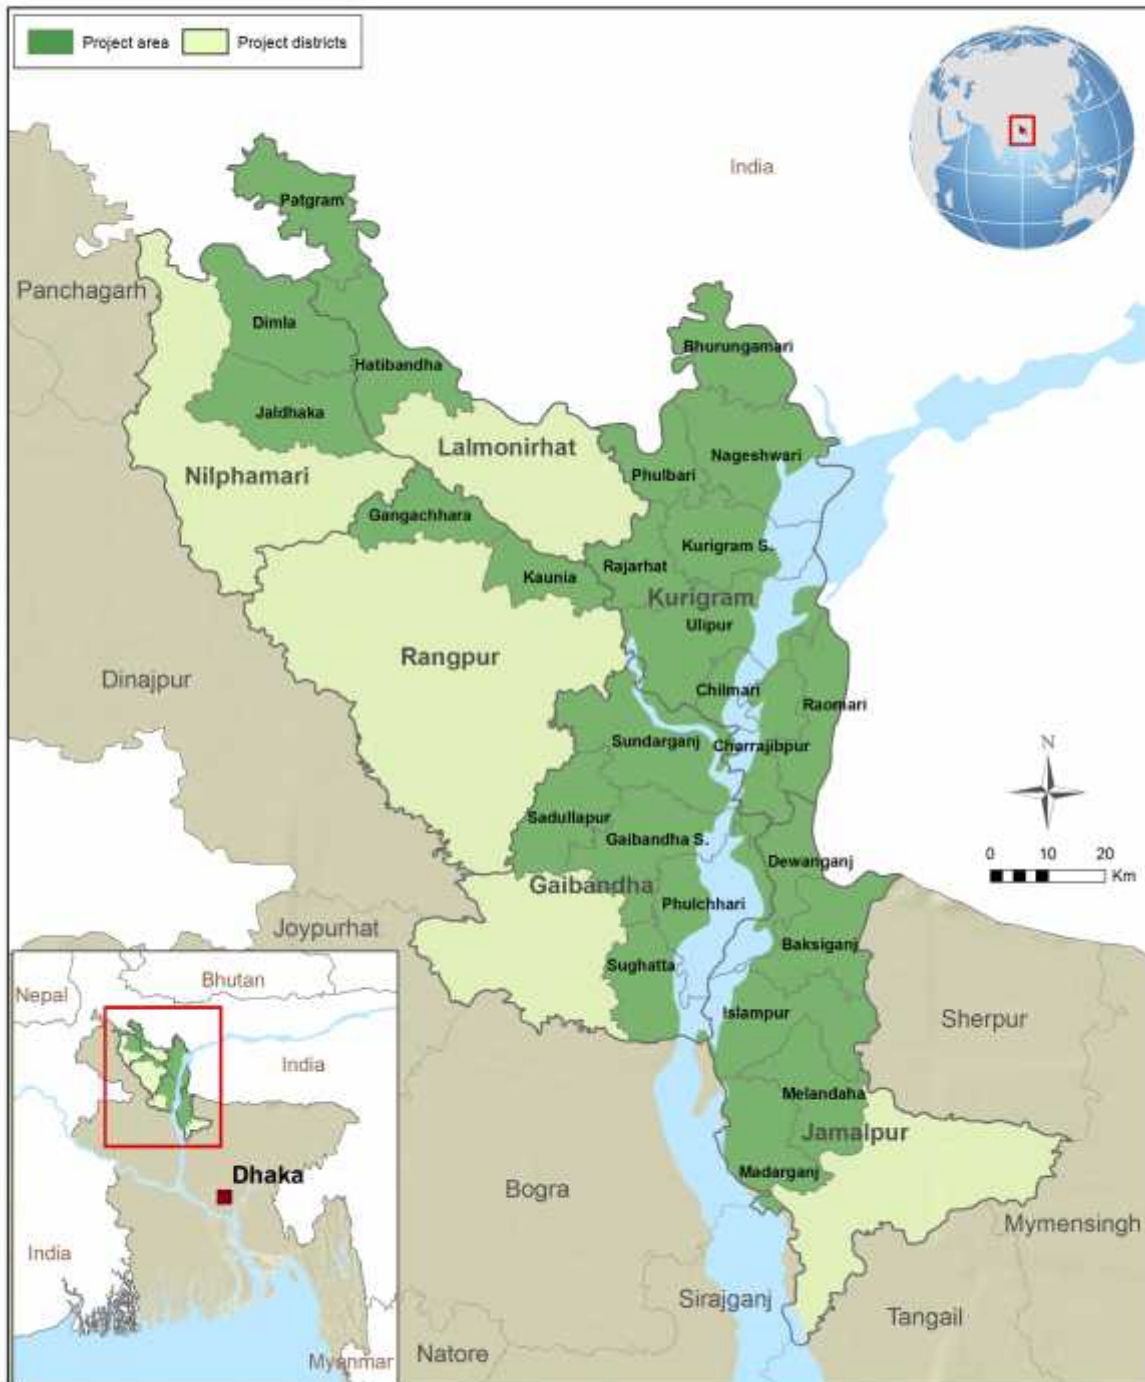 Project area Project districts
India
Patgram
Panchagarh
Dimla
Bhurungamari
Hatibandha
Jaldhaka
Lalmonirhat
Nageshwari
Nilphamari
Phulbari
Gangachhara
Kurigram S.
Rajarhat
Kaunia
Kurigram
Ulipur
Rangpur
Dinajpur
Chilmari
Raomari
Sundarganj
Charrajibpur
N
Sadullapur
Gaibandha S.
0 10 20
Km
Dewanganj
Gaibandha
Phulchhari
Joypurhat
Baksiganj
Sughatta
Bhutan
Nepal
Islampur
Sherpur
India
Melandaha
Jamalpur
Madarganj
Dhaka
Bogra
Mymensingh
India
Sirajganj
Tangail
Natore
Myanmar